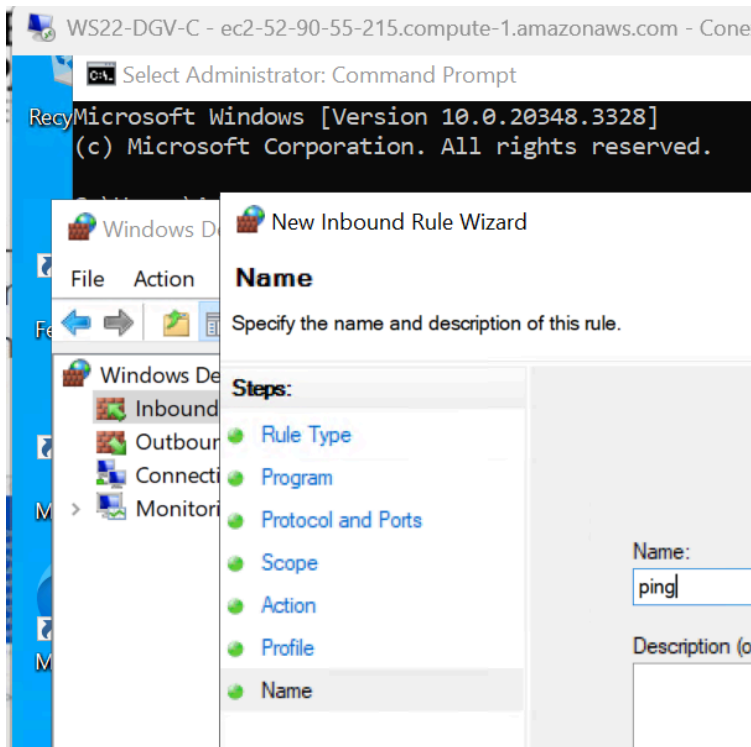 WS22-DGV-C - ec2-52-90-55-215.compute-1.amazonaws.com - Cone
Select Administrator: Command Prompt
Recy
Microsoft Windows [Version 10.0.20348.3328]
(c) Microsoft Corporation. All rights reserved.
Windows De
New Inbound Rule Wizard
File Action
Name
Specify the name and description of this rule.
Fe
Windows De
Inbound
Outbour
Connecti
Monitori
M
M
Steps:
Rule Type
Program
Protocol and Ports
Scope
Action
Profile
Name
Name:
ping
Description (o